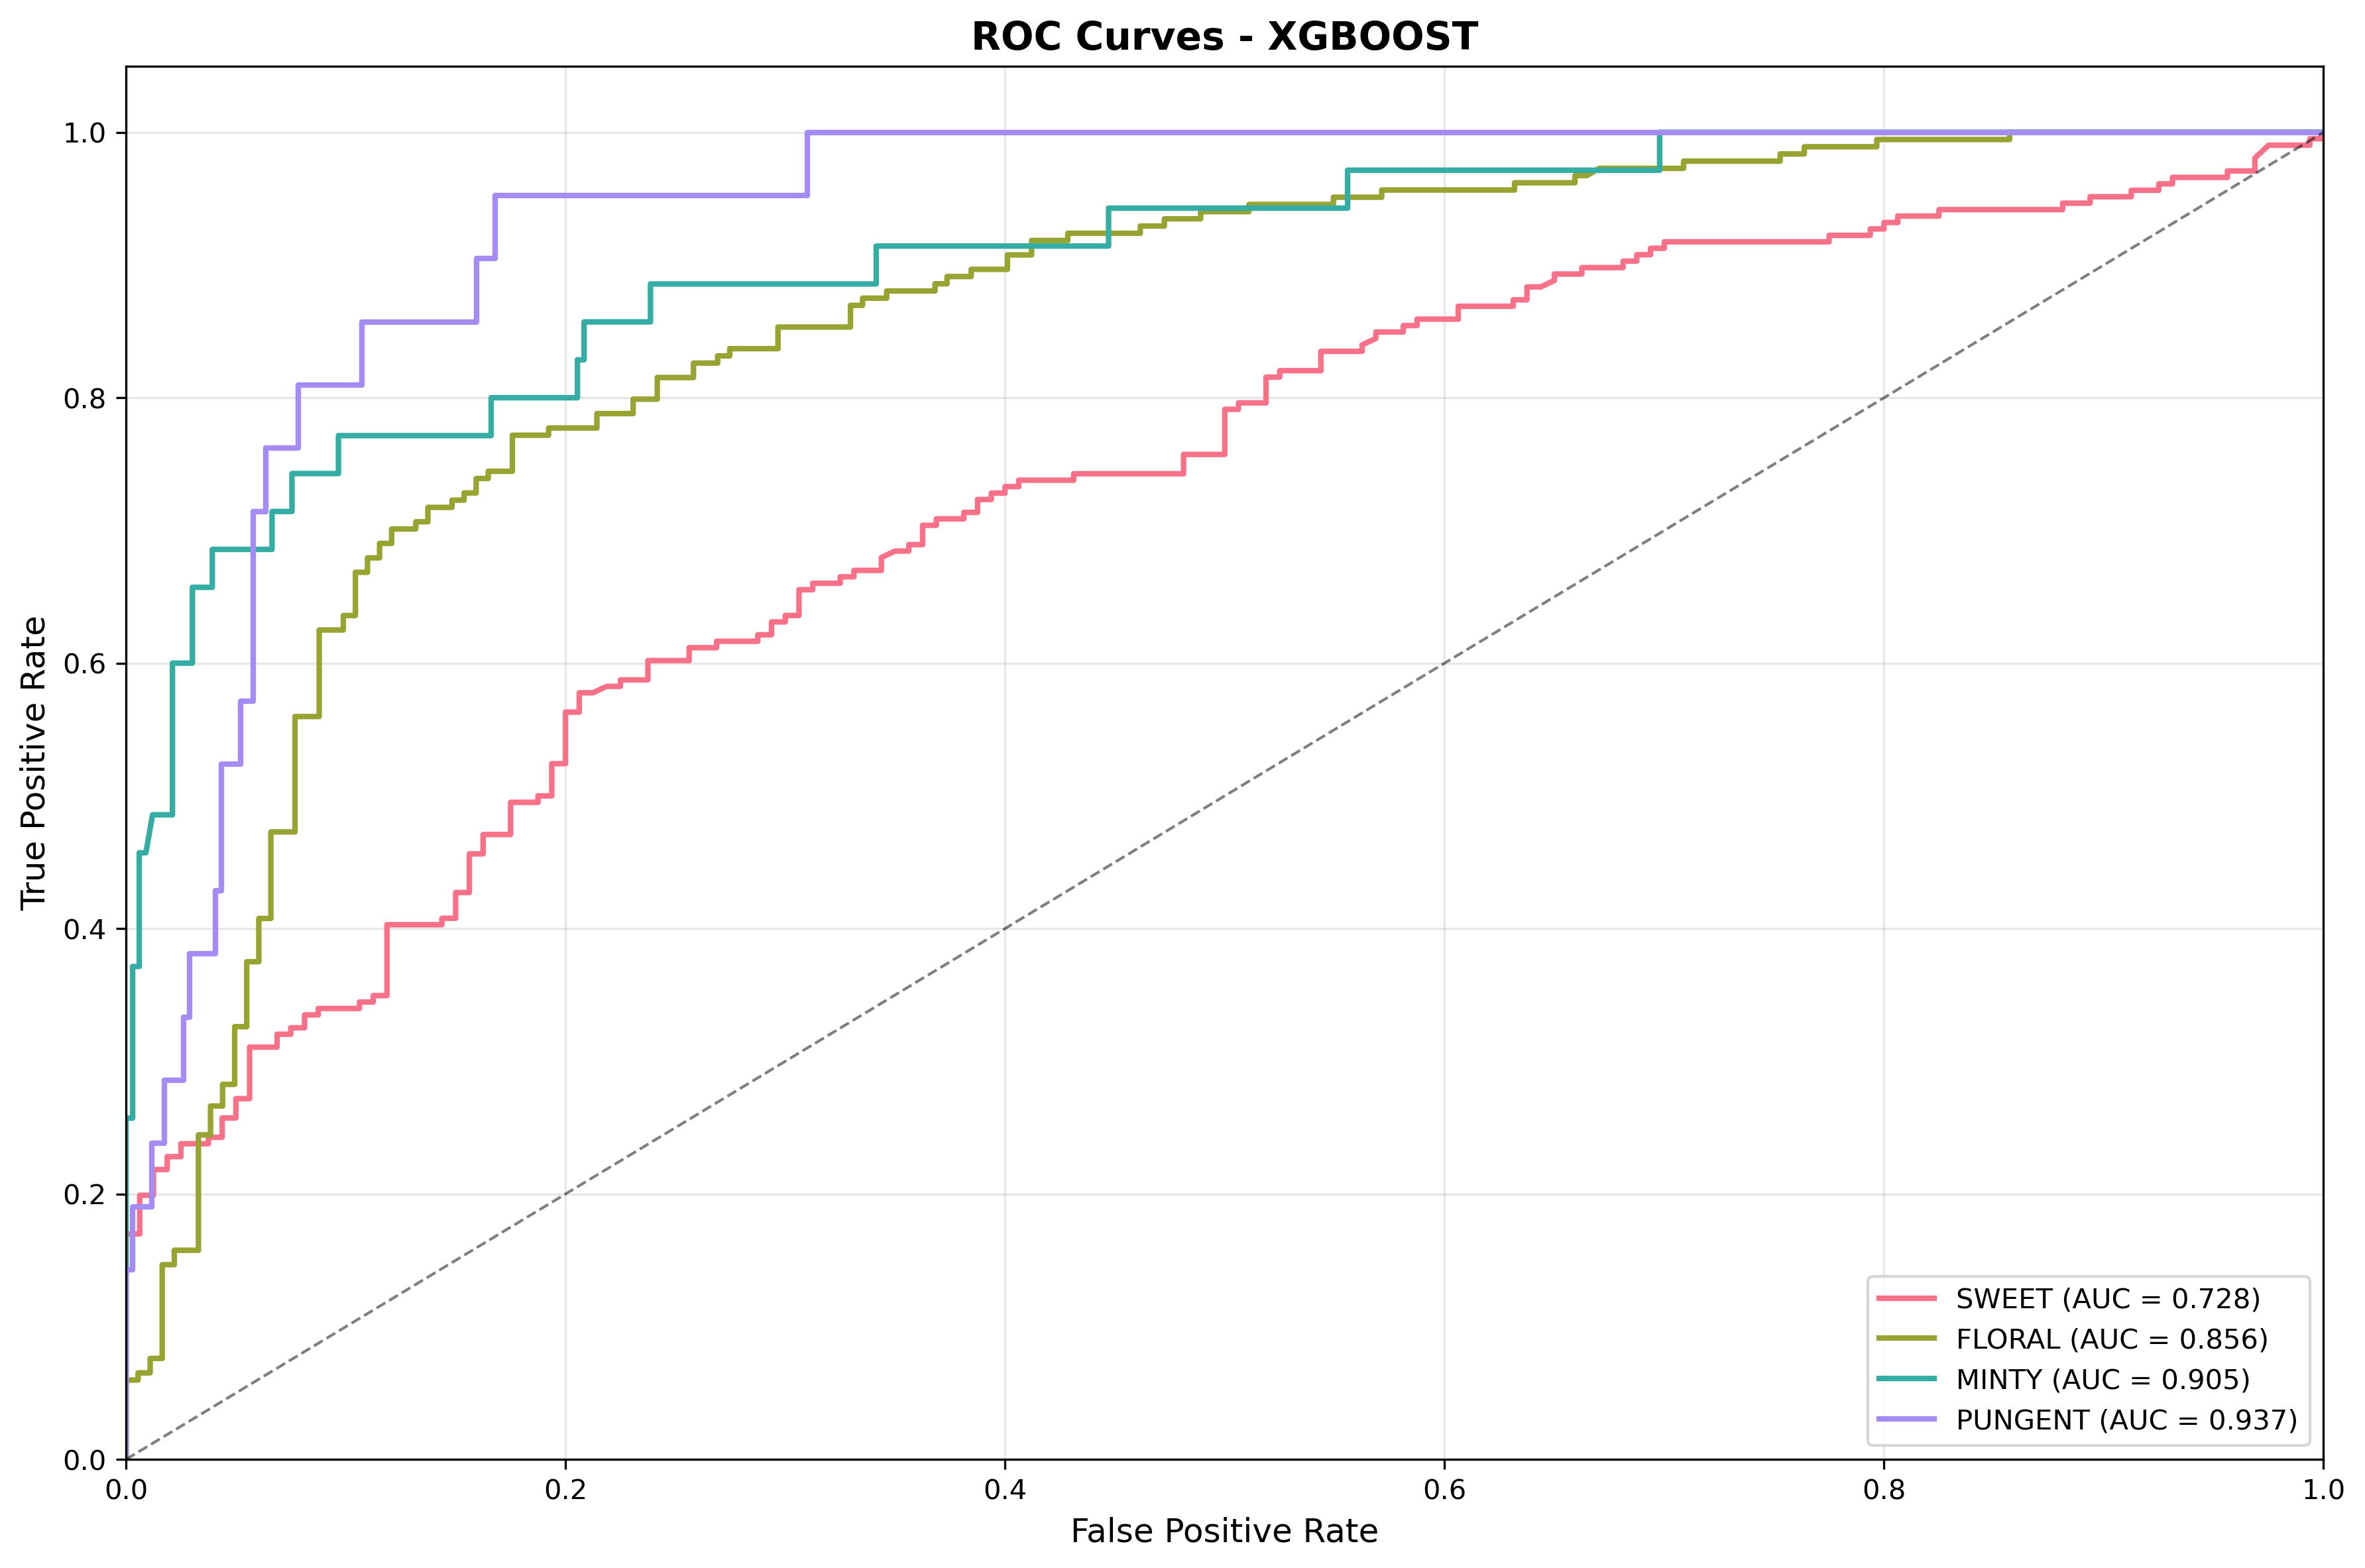 ROC Curves - XGBOOST
True Positive Rate
1.0
0.8
0.6
0.4
0.2
0.0
0.0 0.2 0.4 0.6 0.8 1.0
False Positive Rate
SWEET (AUC = 0.728)
FLORAL (AUC = 0.856)
MINTY (AUC = 0.905)
PUNGENT (AUC = 0.937)